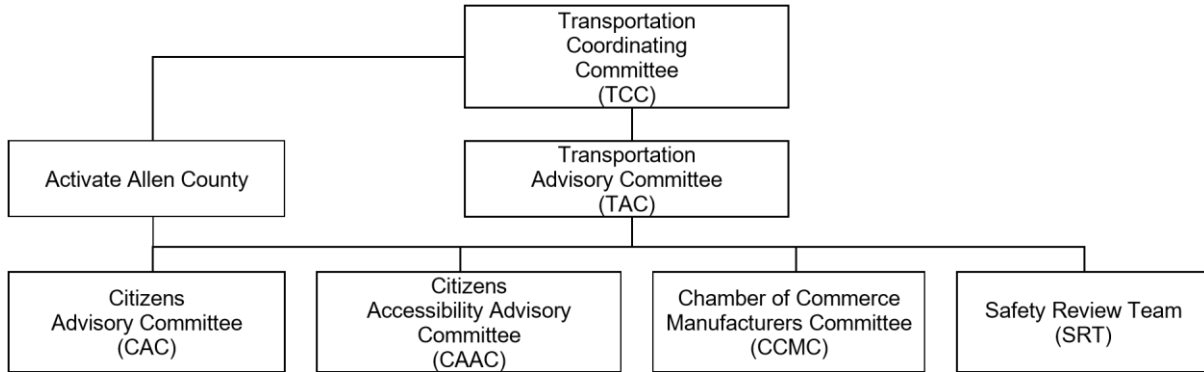 Transportation
Coordinating
Committee
(TCC)
Activate Allen County
Transportation
Advisory Committee
(TAC)
Citizens
Advisory Committee
(CAC)
Citizens
Accessibility Advisory
Committee
(CAAC)
Chamber of Commerce
Manufacturers Committee
(CCMC)
Safety Review Team
(SRT)